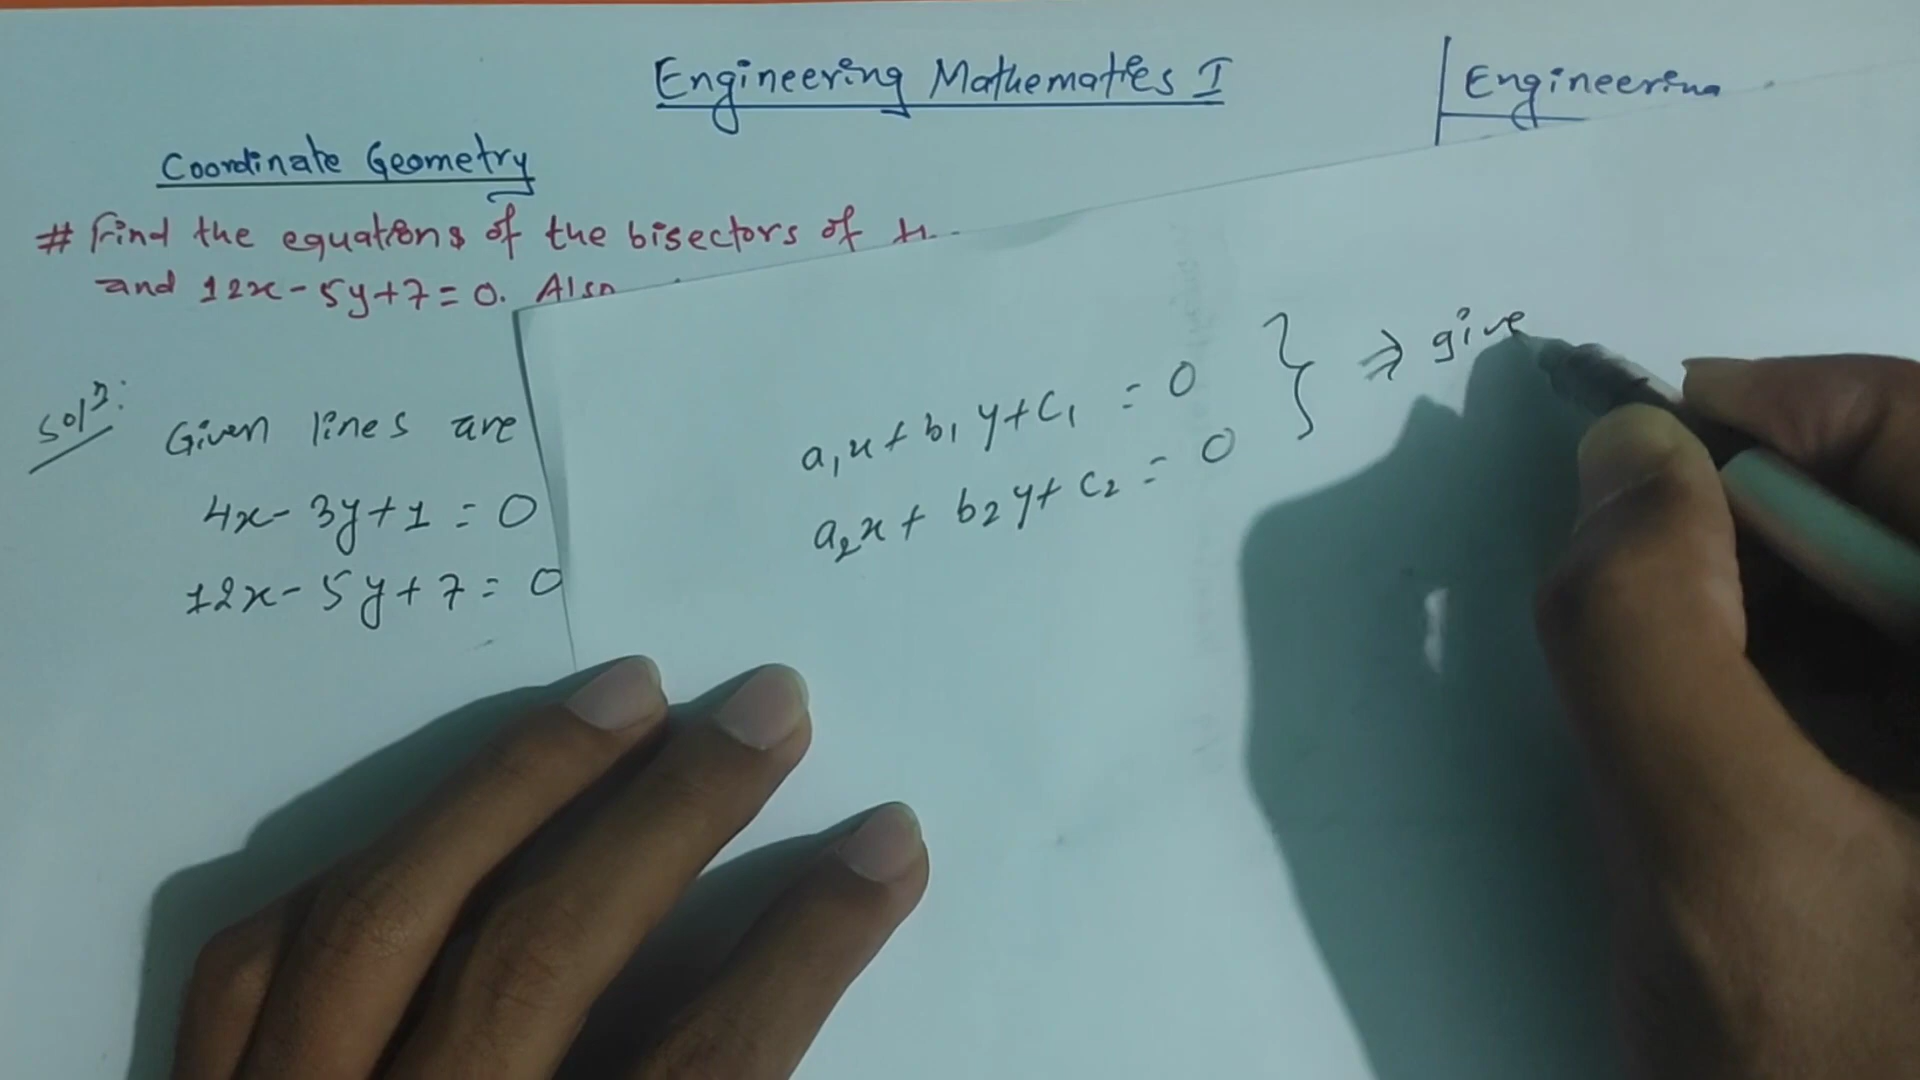 Engineering Mathematics I
Engineering
Coordinate Geometry
# Find the equations of the bisectors of
and 12x - 5y + 7 = 0. Also
Solⁿ:
Given lines are
4x - 3y + 1 = 0
12x - 5y + 7 = 0
a₁x + b₁y + c₁ = 0
a₂x + b₂y + c₂ = 0
} ⇒ give